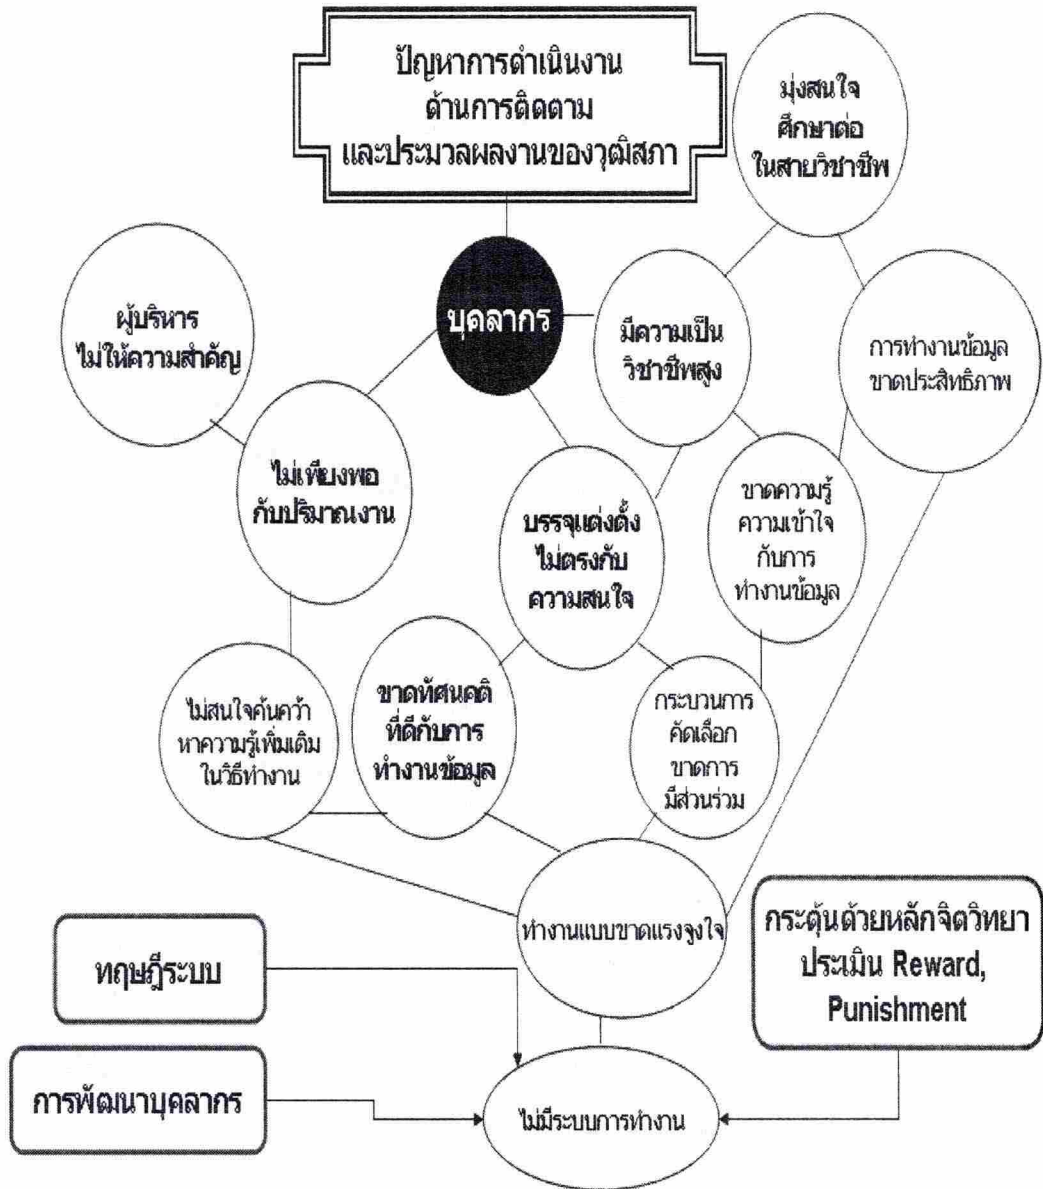 ปัญหาการดำเนินงาน
ด้านการติดตาม
และประมวลผลงานของวุฒิสภา
มุ่งสนใจ
ศึกษาต่อ
ในสายวิชาชีพ
บุคลากร
ผู้บริหาร
ไม่ให้ความสำคัญ
มีความเป็น
วิชาชีพสูง
การทำงานข้อมูล
ขาดประสิทธิภาพ
ไม่เพียงพอ
กับปริมาณงาน
บรรจุแต่งตั้ง
ไม่ตรงกับ
ความสนใจ
ขาดความรู้
ความเข้าใจ
กับการ
ทำงานข้อมูล
ไม่สนใจค้นคว้า
หาความรู้เพิ่มเติม
ในวิธีทำงาน
ขาดทัศนคติ
ที่ดีกับการ
ทำงานข้อมูล
กระบวนการ
คัดเลือก
ขาดการ
มีส่วนร่วม
ทำงานแบบขาดแรงจูงใจ
กระตุ้นด้วยหลักจิตวิทยา
ประเมิน Reward,
Punishment
ทฤษฎีระบบ
การพัฒนาบุคลากร
ไม่มีระบบการทำงาน